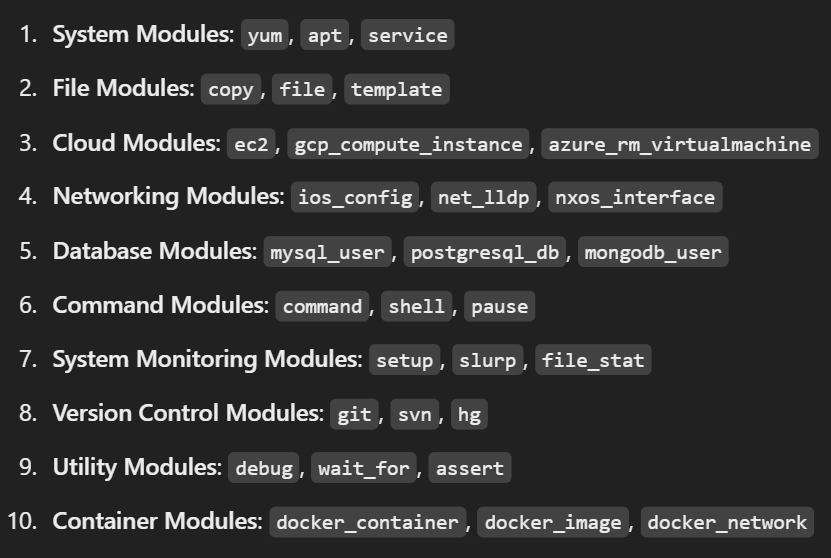 1. System Modules: yum, apt, service
2. File Modules: copy, file, template
3. Cloud Modules: ec2, gcp_compute_instance, azure_rm_virtualmachine
4. Networking Modules: ios_config, net_lldp, nxos_interface
5. Database Modules: mysql_user, postgresql_db, mongodb_user
6. Command Modules: command, shell, pause
7. System Monitoring Modules: setup, slurp, file_stat
8. Version Control Modules: git, svn, hg
9. Utility Modules: debug, wait_for, assert
10. Container Modules: docker_container, docker_image, docker_network